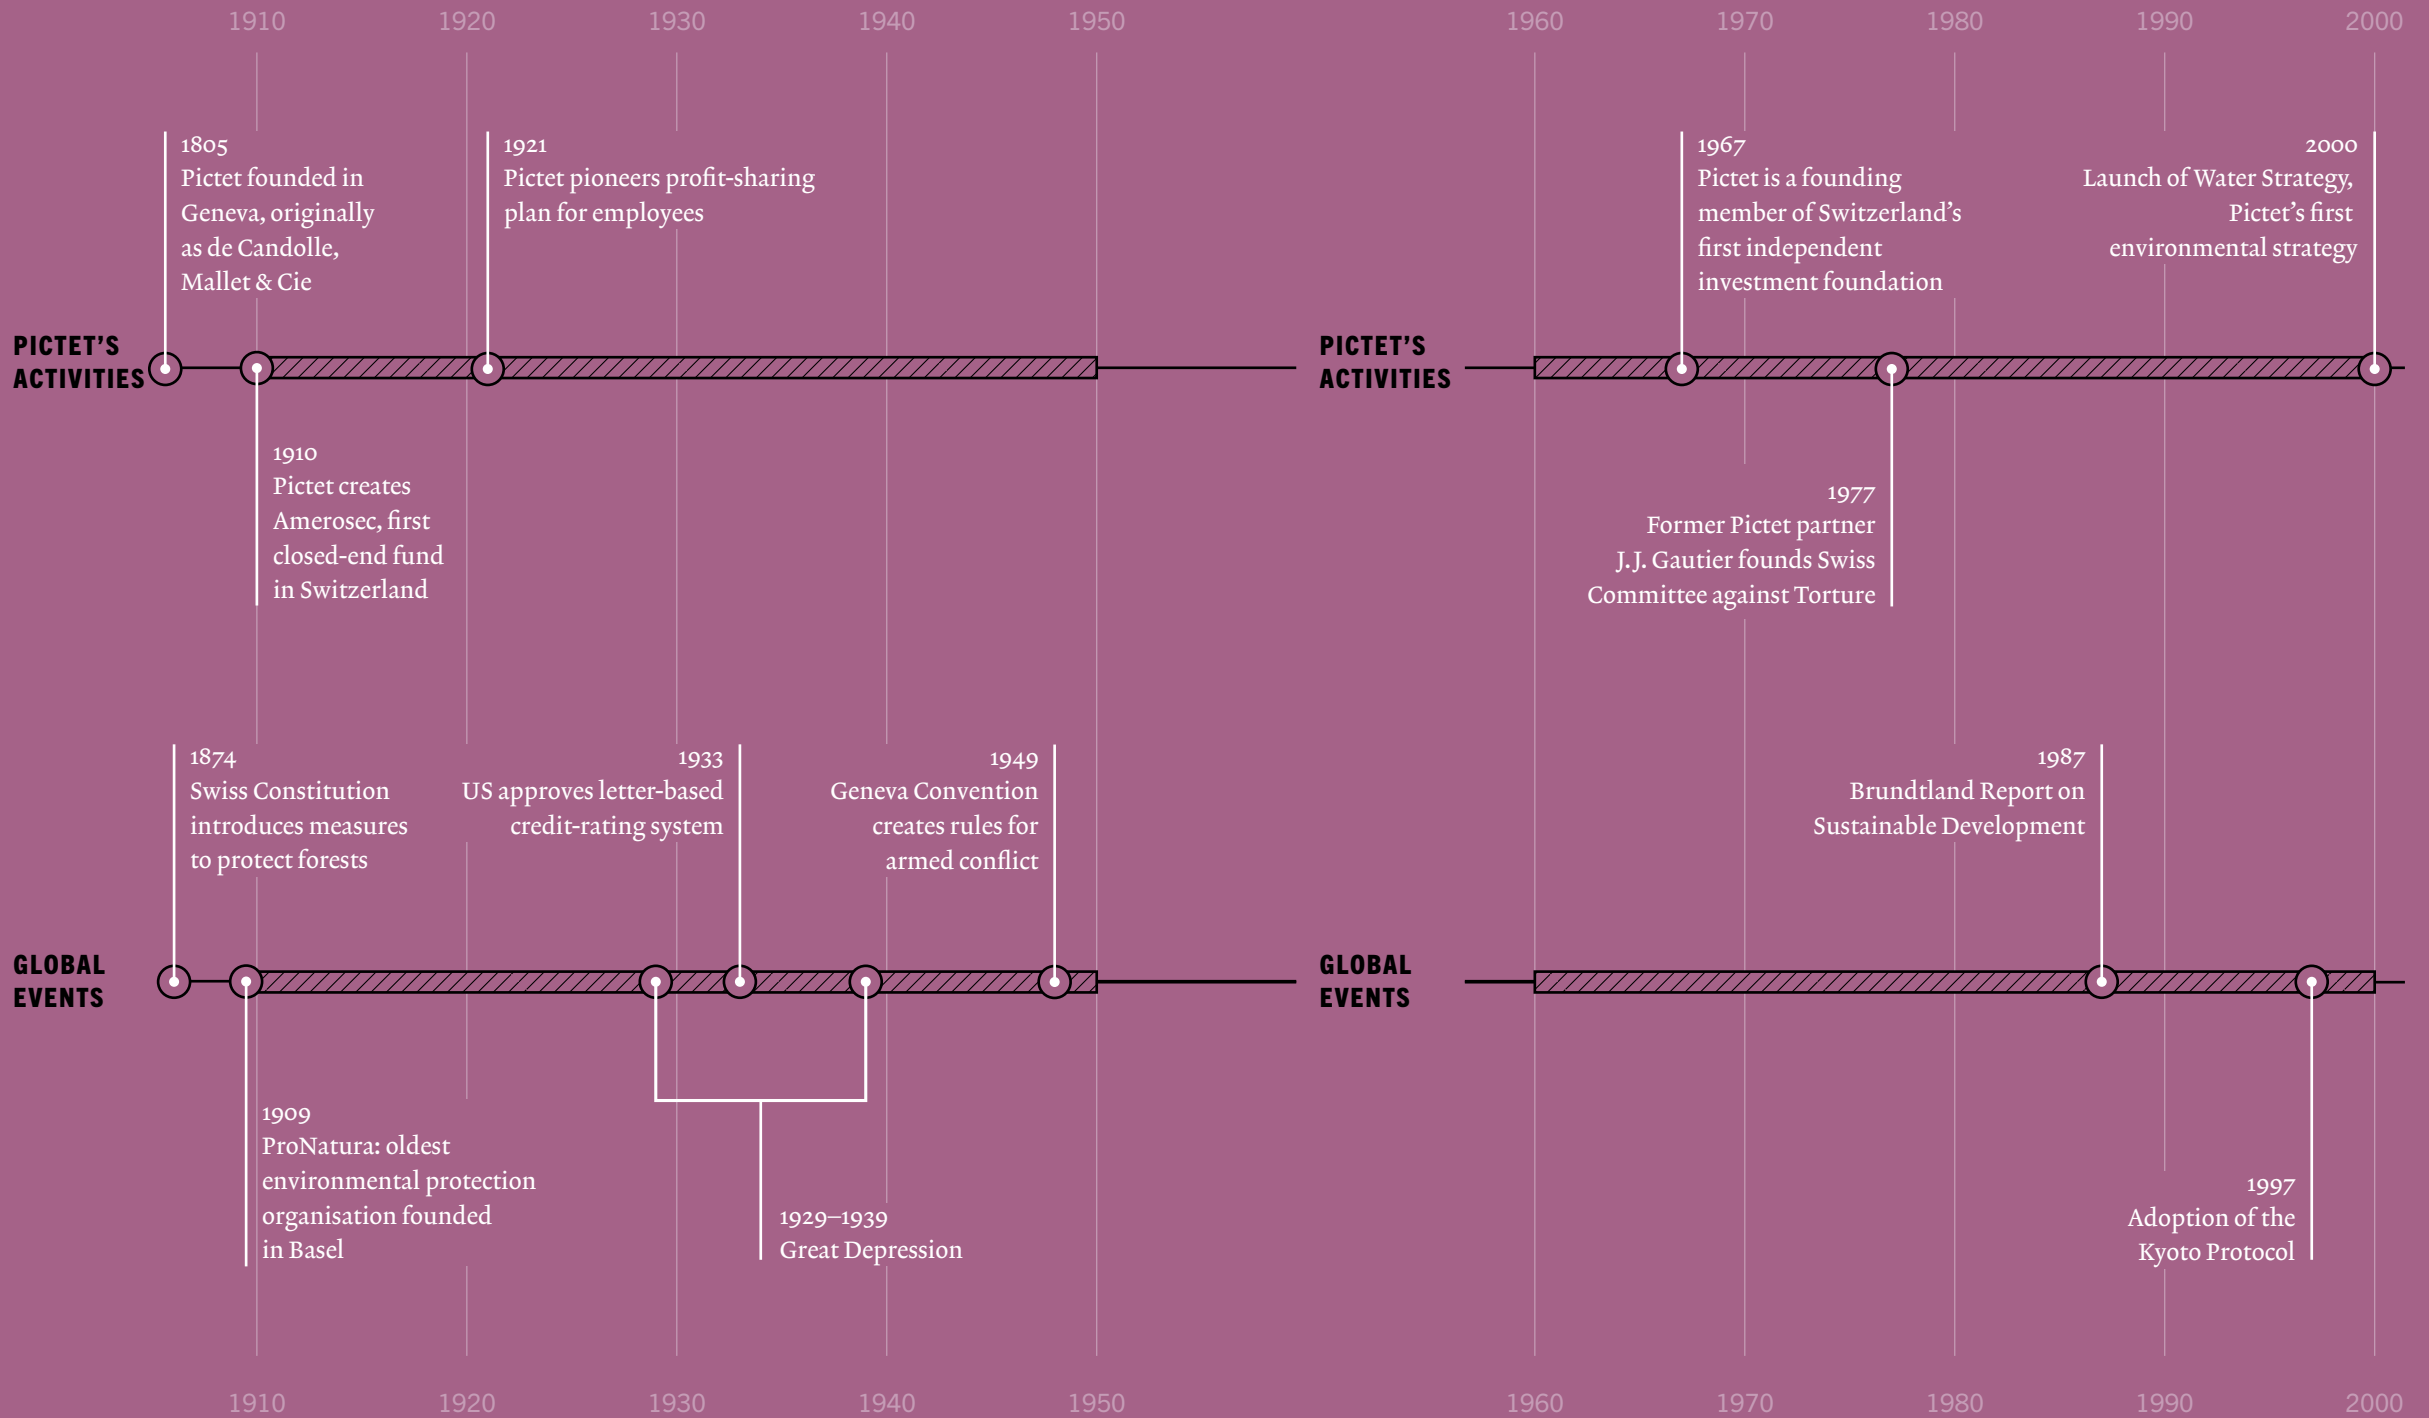 1910 1920 1930 1940 1950 1960 1970 1980 1990 2000
1805
Pictet founded in
Geneva, originally
as de Candolle,
Mallet & Cie
1921
Pictet pioneers profit-sharing
plan for employees
1967
Pictet is a founding
member of Switzerland’s
first independent
investment foundation
2000
Launch of Water Strategy,
Pictet’s first
environmental strategy
PICTET’S
ACTIVITIES
PICTET’S
ACTIVITIES
1910
Pictet creates
Amerosec, first
closed-end fund
in Switzerland
1977
Former Pictet partner
J.J. Gautier founds Swiss
Committee against Torture
1874
Swiss Constitution
introduces measures
to protect forests
1933
US approves letter-based
credit-rating system
1949
Geneva Convention
creates rules for
armed conflict
1987
Brundtland Report on
Sustainable Development
GLOBAL
EVENTS
GLOBAL
EVENTS
1909
ProNatura: oldest
environmental protection
organisation founded
in Basel
1929–1939
Great Depression
1997
Adoption of the
Kyoto Protocol
1910 1920 1930 1940 1950 1960 1970 1980 1990 2000